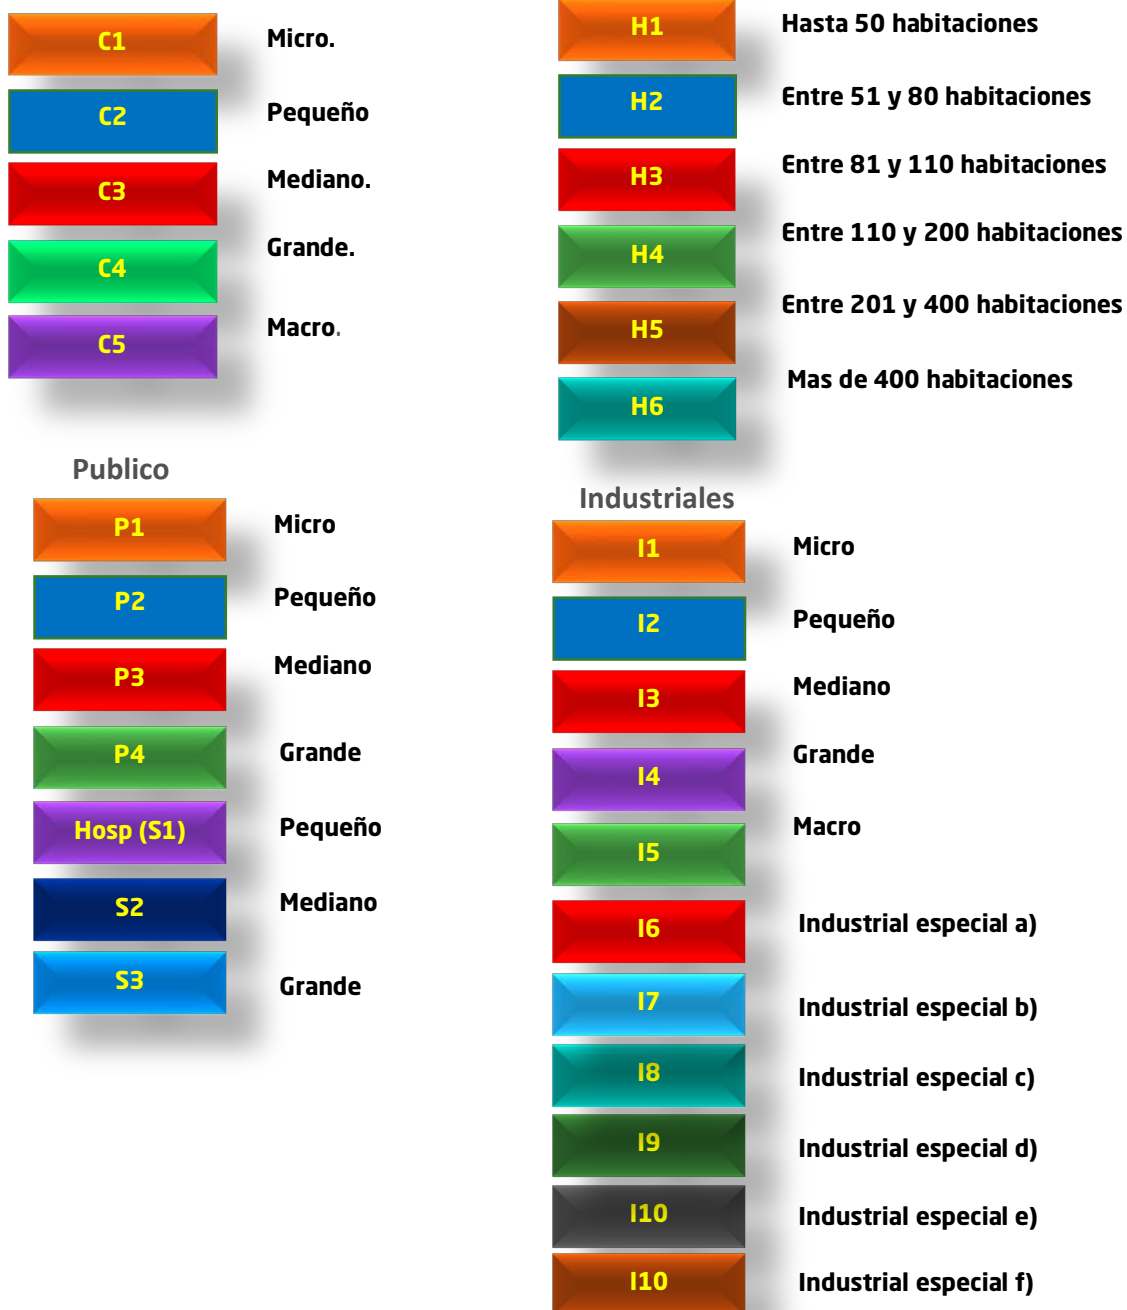 C1 Micro.
C2 Pequeño
C3 Mediano.
C4 Grande.
C5 Macro.
H1 Hasta 50 habitaciones
H2 Entre 51 y 80 habitaciones
H3 Entre 81 y 110 habitaciones
H4 Entre 110 y 200 habitaciones
H5 Entre 201 y 400 habitaciones
H6 Mas de 400 habitaciones
Publico
P1 Micro
P2 Pequeño
P3 Mediano
P4 Grande
Hosp (S1) Pequeño
S2 Mediano
S3 Grande
Industriales
I1 Micro
I2 Pequeño
I3 Mediano
I4 Grande
I5 Macro
I6 Industrial especial a)
I7 Industrial especial b)
I8 Industrial especial c)
I9 Industrial especial d)
I10 Industrial especial e)
I10 Industrial especial f)